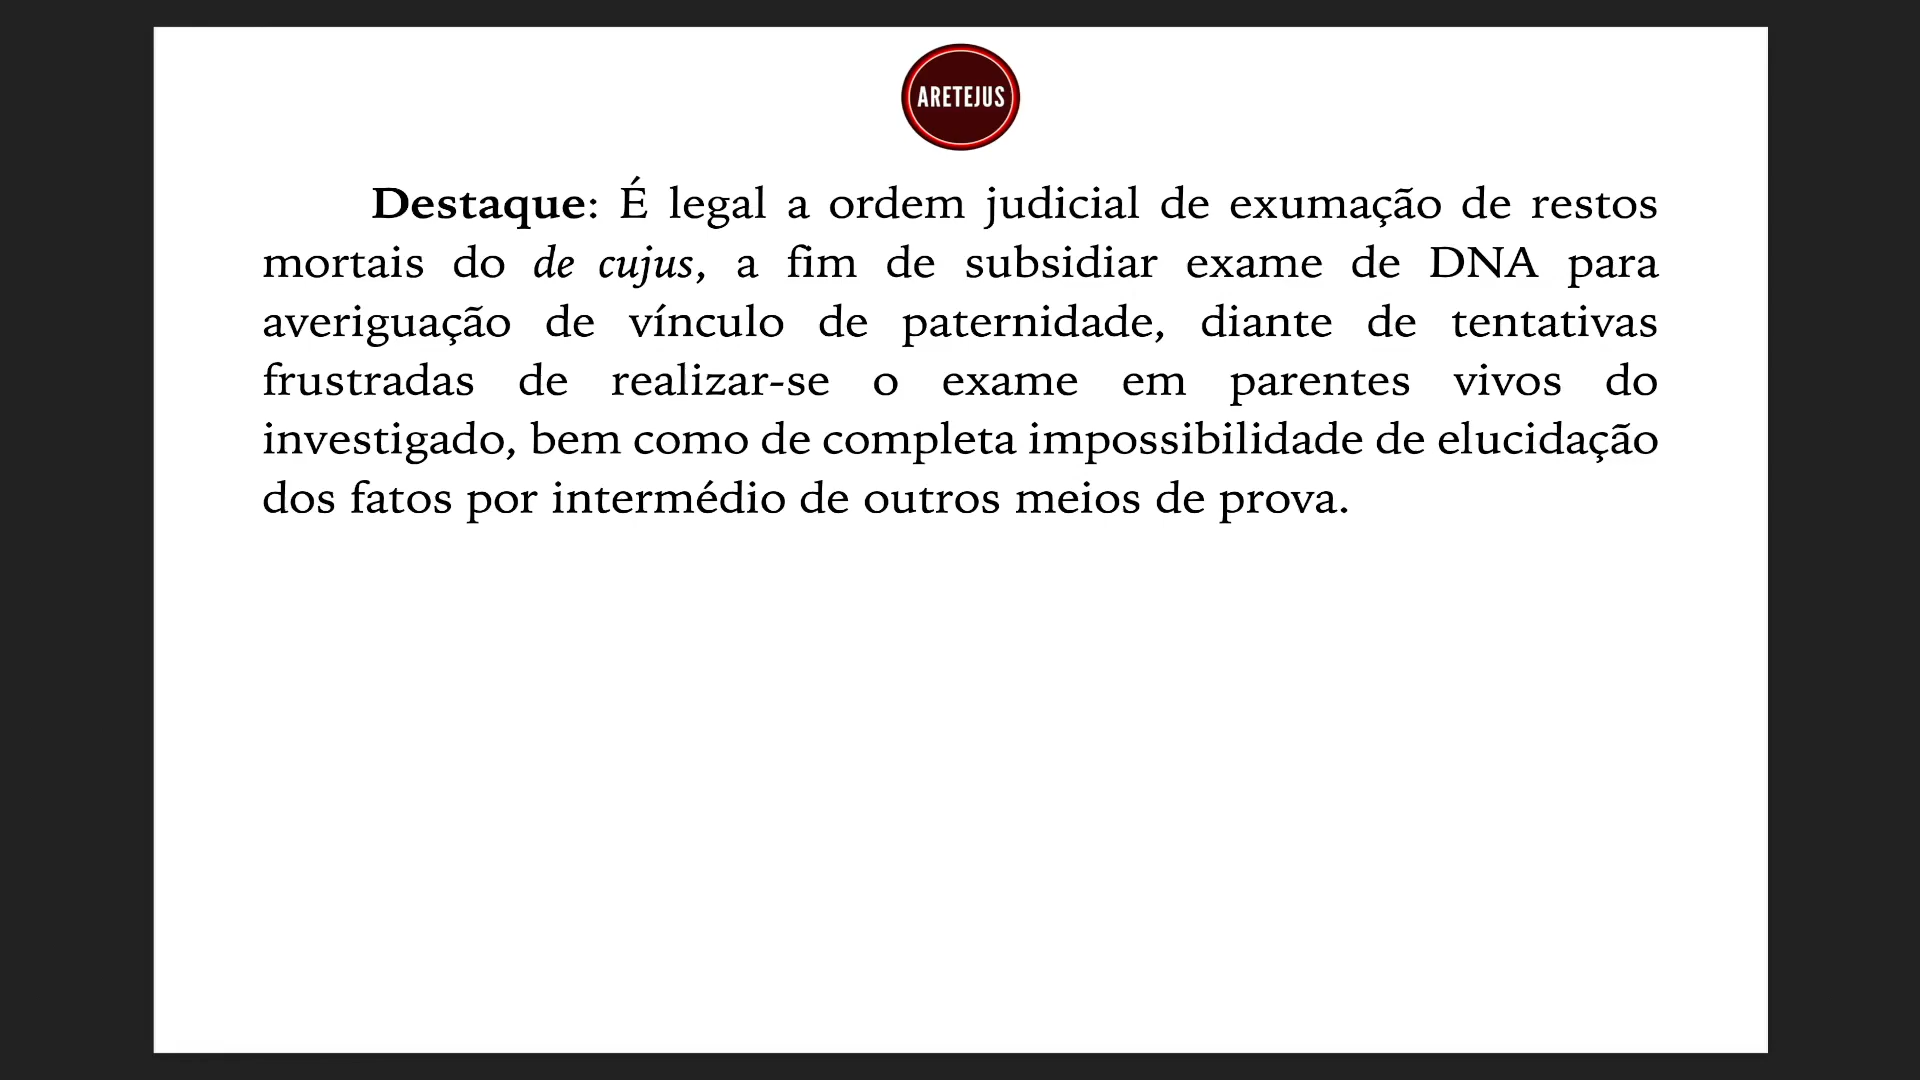 ARETEJUS
Destaque: É legal a ordem judicial de exumação de restos
mortais do de cujus, a fim de subsidiar exame de DNA para
averiguação de vínculo de paternidade, diante de tentativas
frustradas de realizar-se o exame em parentes vivos do
investigado, bem como de completa impossibilidade de elucidação
dos fatos por intermédio de outros meios de prova.